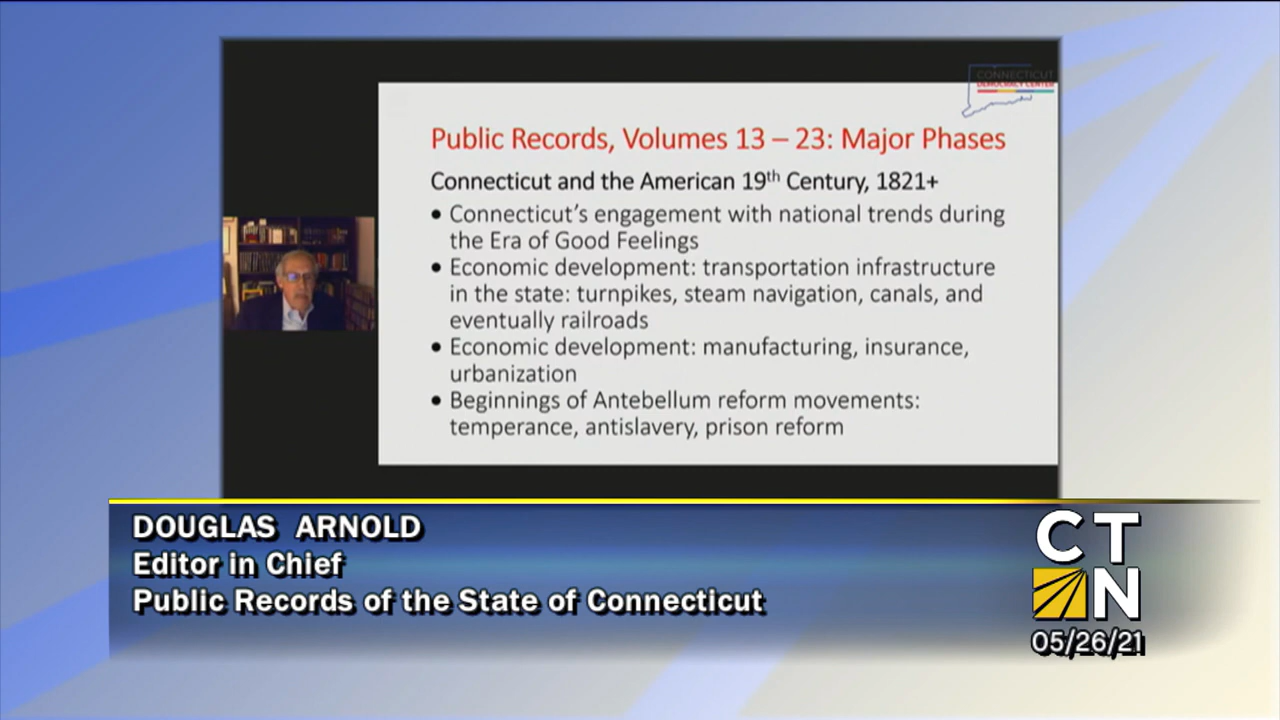 CONNECTICUT
DEMOCRACY CENTER
Public Records, Volumes 13 – 23: Major Phases
Connecticut and the American 19th Century, 1821+
• Connecticut's engagement with national trends during
the Era of Good Feelings
• Economic development: transportation infrastructure
in the state: turnpikes, steam navigation, canals, and
eventually railroads
• Economic development: manufacturing, insurance,
urbanization
• Beginnings of Antebellum reform movements:
temperance, antislavery, prison reform
DOUGLAS ARNOLD
Editor in Chief
Public Records of the State of Connecticut
CT
N
05/26/21